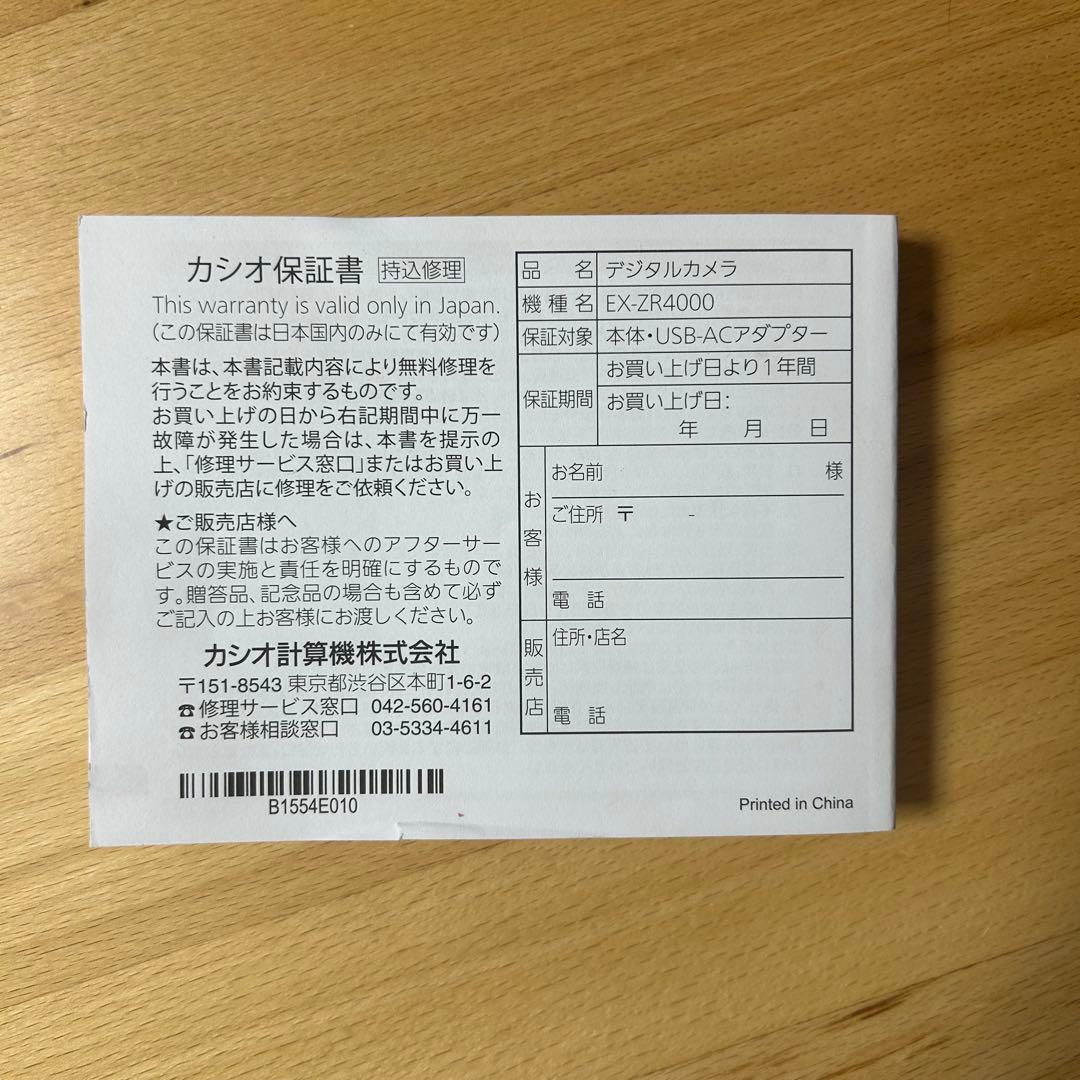 カシオ保証書 持込修理
This warranty is valid only in Japan.
(この保証書は日本国内のみにて有効です)
本書は、本書記載内容により無料修理を
行うことをお約束するものです。
お買い上げの日から右記期間中に万一
故障が発生した場合は、本書を提示の
上、「修理サービス窓口」またはお買い上
げの販売店に修理をご依頼ください。
★ご販売店様へ
この保証書はお客様へのアフターサー
ビスの実施と責任を明確にするもので
す。贈答品、記念品の場合も含めて必ず
ご記入の上お客様にお渡しください。
カシオ計算機株式会社
〒151-8543 東京都渋谷区本町1-6-2
☎修理サービス窓口 042-560-4161
☎お客様相談窓口 03-5334-4611
B1554E010
品名 デジタルカメラ
機種名 EX-ZR4000
保証対象 本体・USB-ACアダプター
保証期間 お買い上げ日より1年間
お買い上げ日:
年 月 日
お客様
お名前 様
ご住所 〒 -
電話
販売店
住所・店名
電話
Printed in China